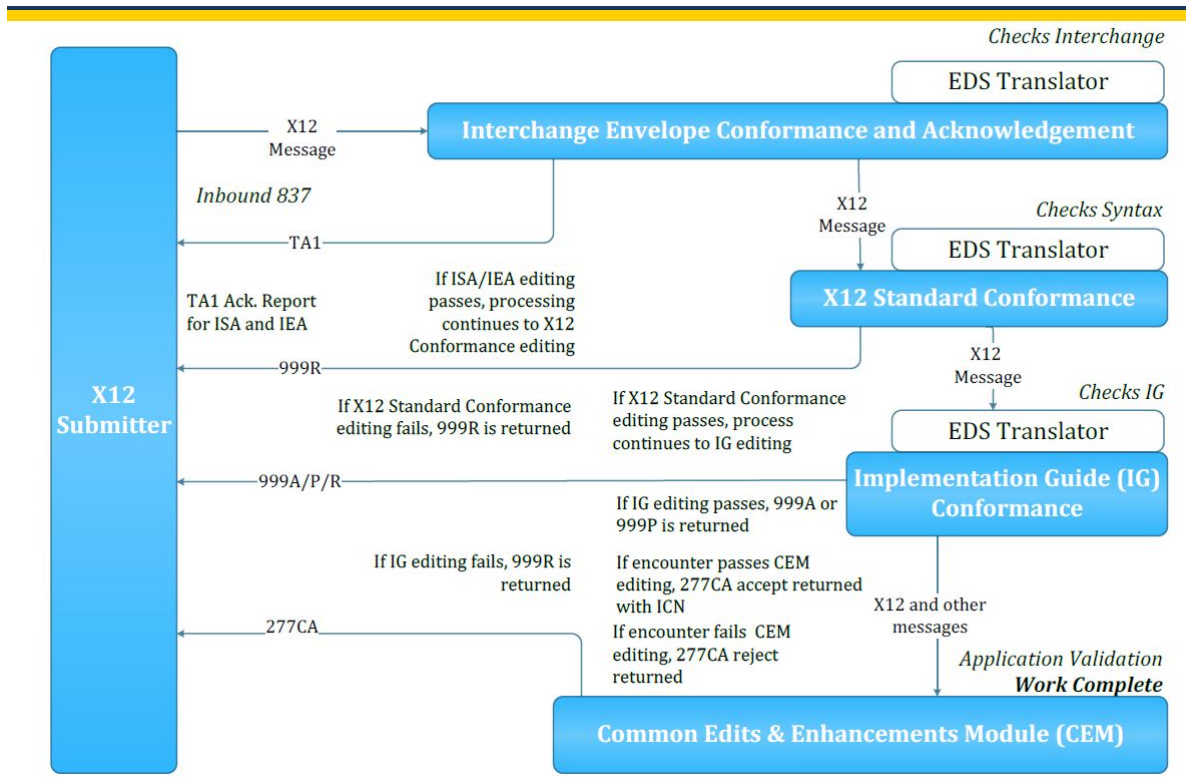 Checks Interchange
EDS Translator
Interchange Envelope Conformance and Acknowledgement
X12
Message
Inbound 837
X12
Message
Checks Syntax
EDS Translator
X12 Standard Conformance
TA1
TA1 Ack. Report
for ISA and IEA
If ISA/IEA editing
passes, processing
continues to X12
Conformance editing
999R
X12
Message
Checks IG
EDS Translator
Implementation Guide (IG)
Conformance
X12
Submitter
If X12 Standard Conformance
editing fails, 999R is returned
If X12 Standard Conformance
editing passes, process
continues to IG editing
999A/P/R
If IG editing passes, 999A or
999P is returned
If IG editing fails, 999R is
returned
If encounter passes CEM
editing, 277CA accept returned
with ICN
X12 and other
messages
277CA
If encounter fails CEM
editing, 277CA reject
returned
Application Validation
Work Complete
Common Edits & Enhancements Module (CEM)